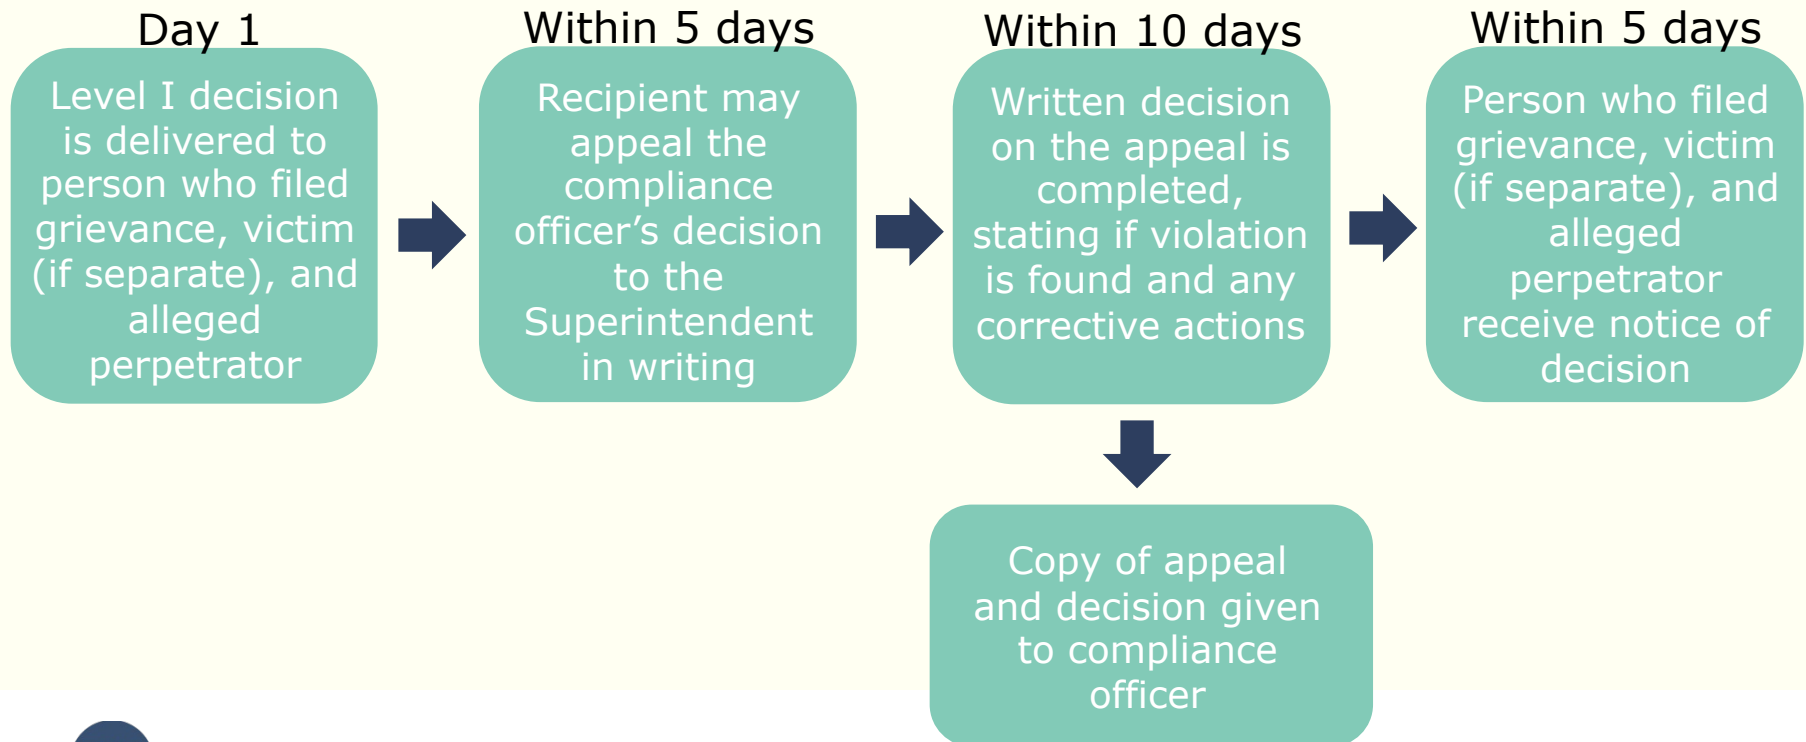 Day 1
Level I decision
is delivered to
person who filed
grievance, victim
(if separate), and
alleged
perpetrator
Within 5 days
Recipient may
appeal the
compliance
officer’s decision
to the
Superintendent
in writing
Within 10 days
Written decision
on the appeal is
completed,
stating if violation
is found and any
corrective actions
Within 5 days
Person who filed
grievance, victim
(if separate), and
alleged
perpetrator
receive notice of
decision
Copy of appeal
and decision given
to compliance
officer